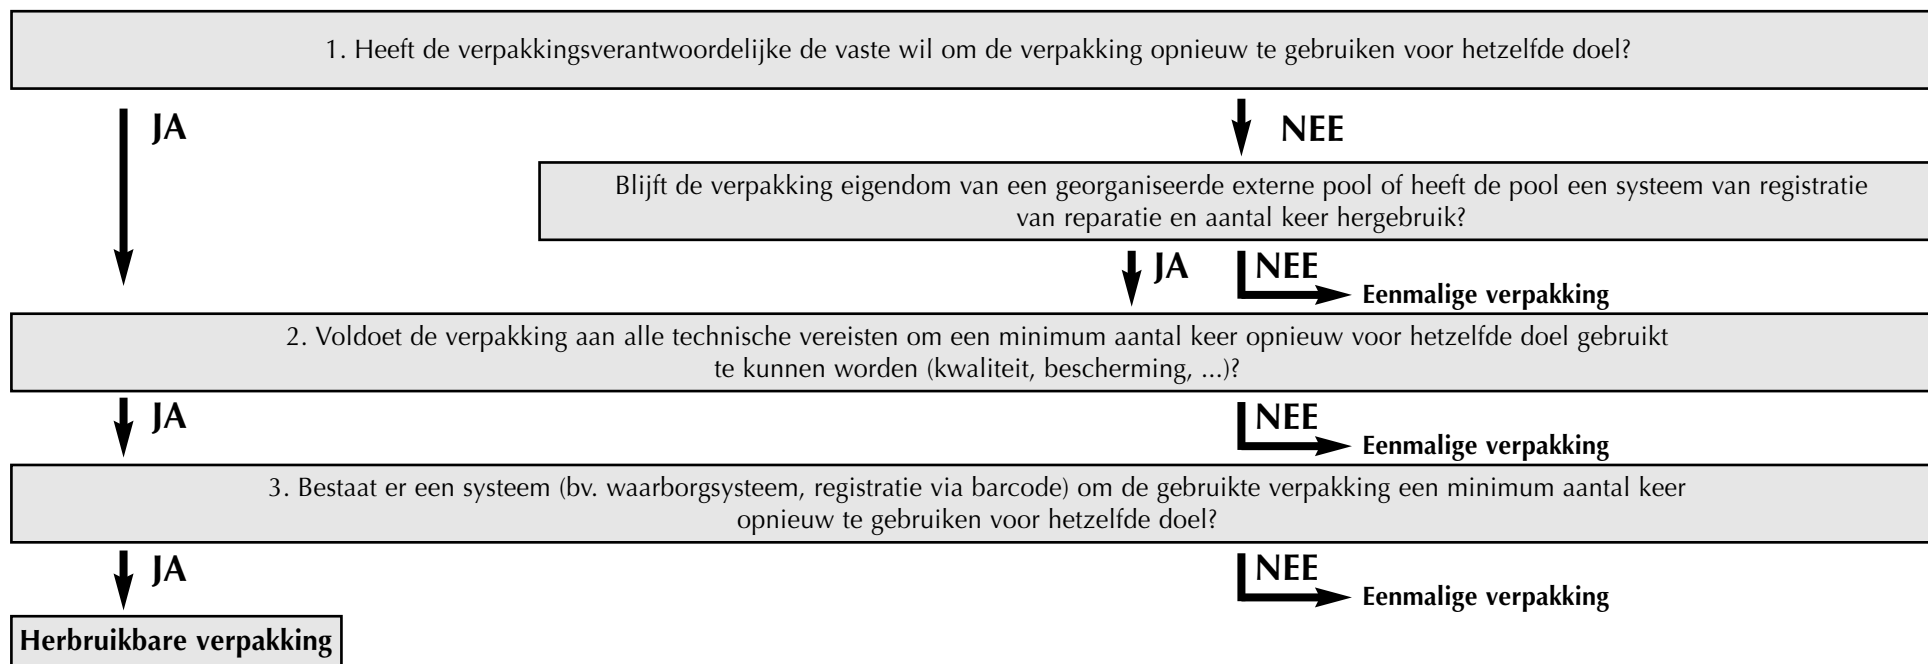 1. Heeft de verpakkingsverantwoordelijke de vaste wil om de verpakking opnieuw te gebruiken voor hetzelfde doel?
JA
NEE
Blijft de verpakking eigendom van een georganiseerde externe pool of heeft de pool een systeem van registratie
van reparatie en aantal keer hergebruik?
JA
NEE
Eenmalige verpakking
2. Voldoet de verpakking aan alle technische vereisten om een minimum aantal keer opnieuw voor hetzelfde doel gebruikt
te kunnen worden (kwaliteit, bescherming, ...)?
JA
NEE
Eenmalige verpakking
3. Bestaat er een systeem (bv. waarborgsysteem, registratie via barcode) om de gebruikte verpakking een minimum aantal keer
opnieuw te gebruiken voor hetzelfde doel?
JA
NEE
Eenmalige verpakking
Herbruikbare verpakking